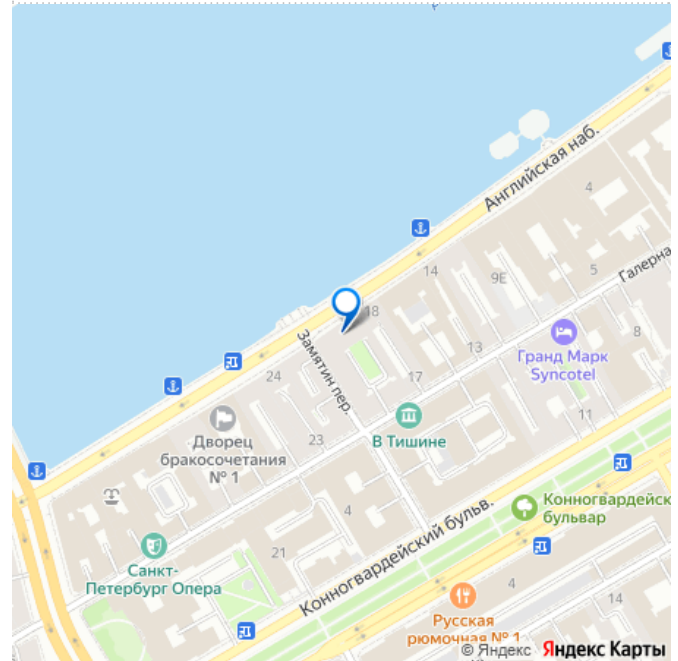 Английская наб.
4
14
9Е
5
Галерна
18
8
Гранд Марк
Syncotel
13
Замятин пер.
24
17
11
В Тишине
Дворец
бракосочетания
№ 1
23
Конногвардейск
бульвар
4
Конногвардейский бульв.
21
Санкт-
Петербург Опера
4
14
Русская
рюмочная № 1
© Яндекс Яндекс Карты